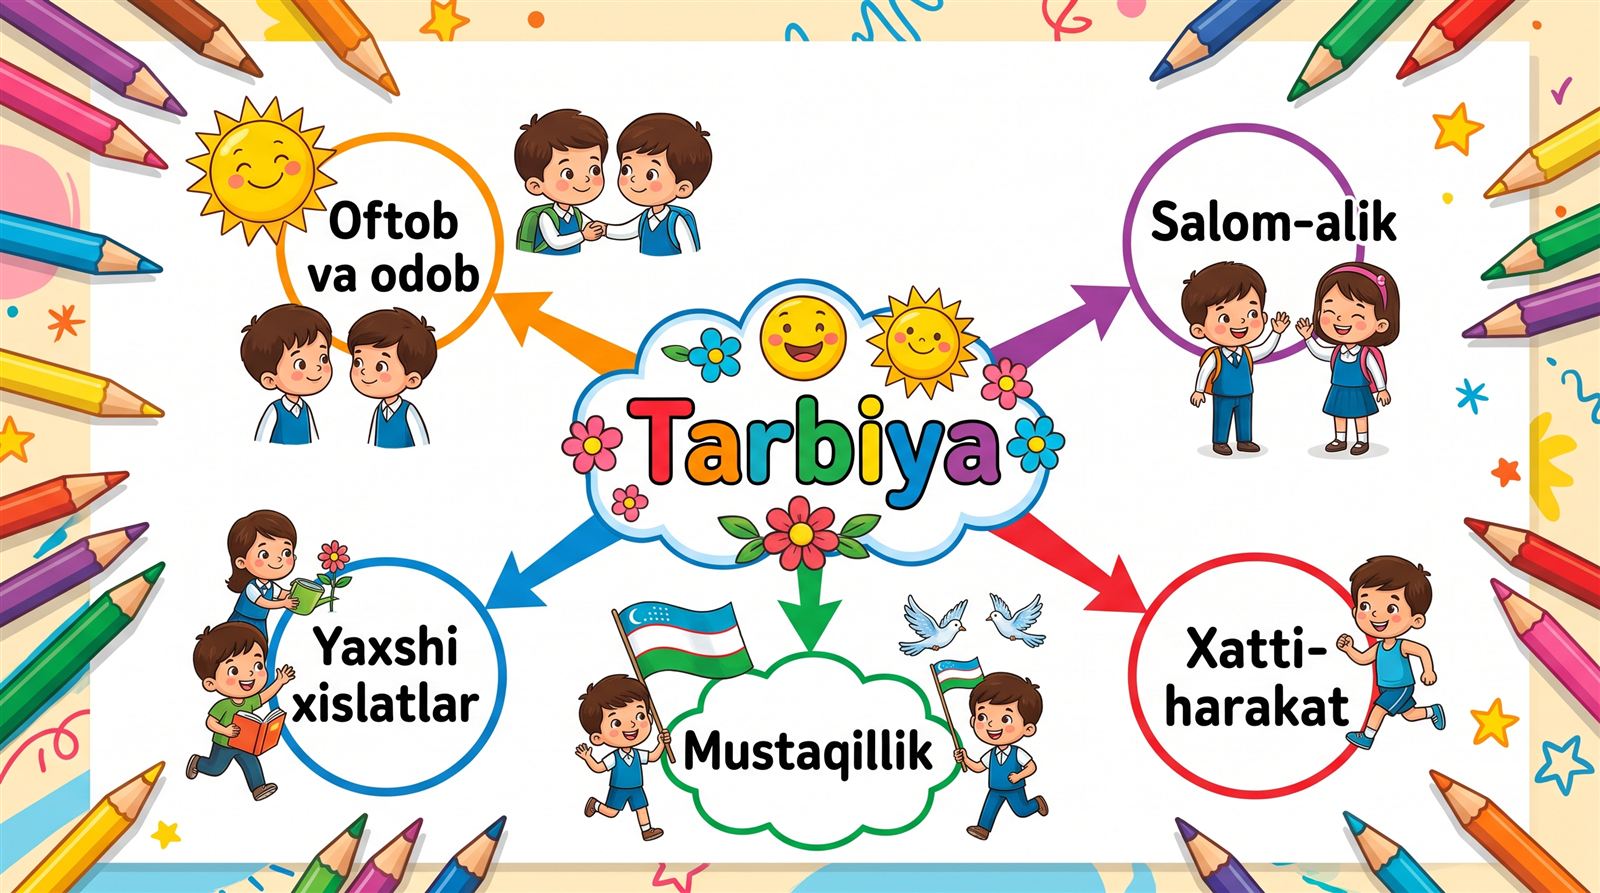 Oftob
va odob
Salom-alik
Tarbiya
Yaxshi
xislatlar
Mustaqillik
Xatti-
harakat